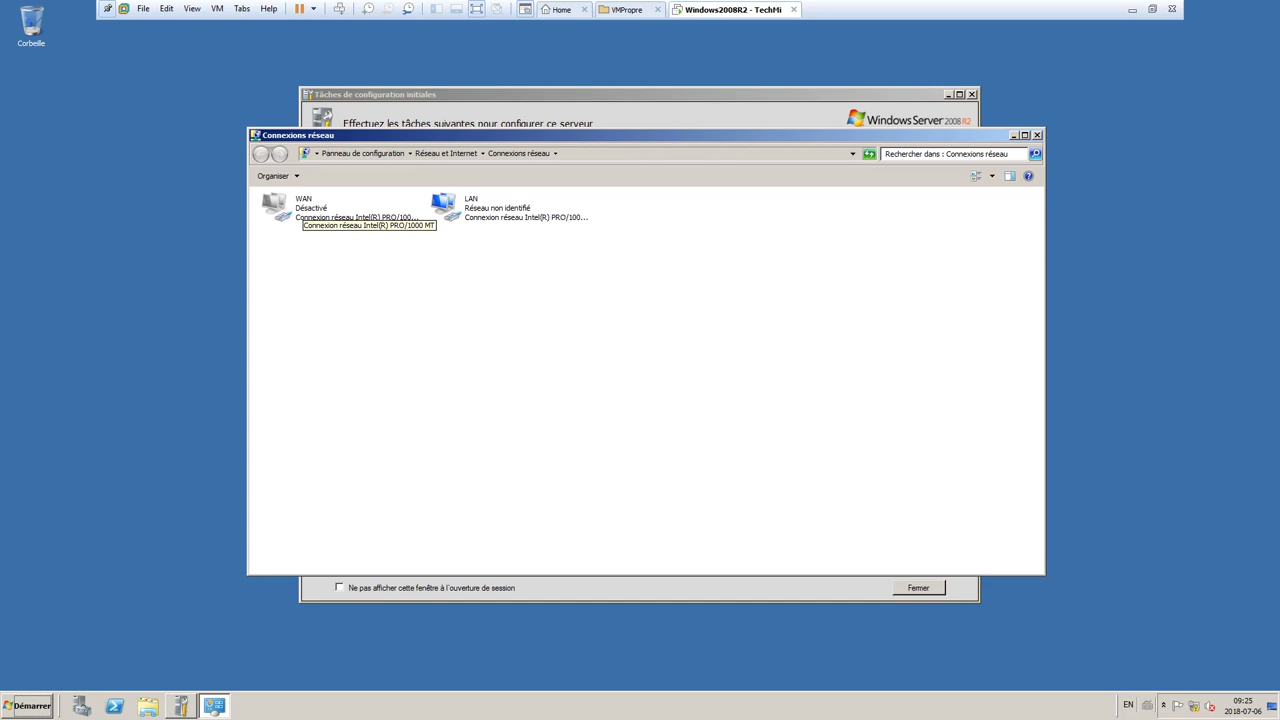 File Edit View VM Tabs Help
Home
VMPropre
Windows2008R2 - TechMi
Corbeille
Tâches de configuration initiales
Effectuez les tâches suivantes pour configurer ce serveur
Windows Server 2008 R2
Connexions réseau
Panneau de configuration
Réseau et Internet
Connexions réseau
Rechercher dans : Connexions réseau
Organiser
WAN
Désactivé
Connexion réseau Intel(R) PRO/100...
Connexion réseau Intel(R) PRO/1000 MT
LAN
Réseau non identifié
Connexion réseau Intel(R) PRO/100...
Ne pas afficher cette fenêtre à l'ouverture de session
Fermer
Démarrer
EN
09:25
2018-07-06